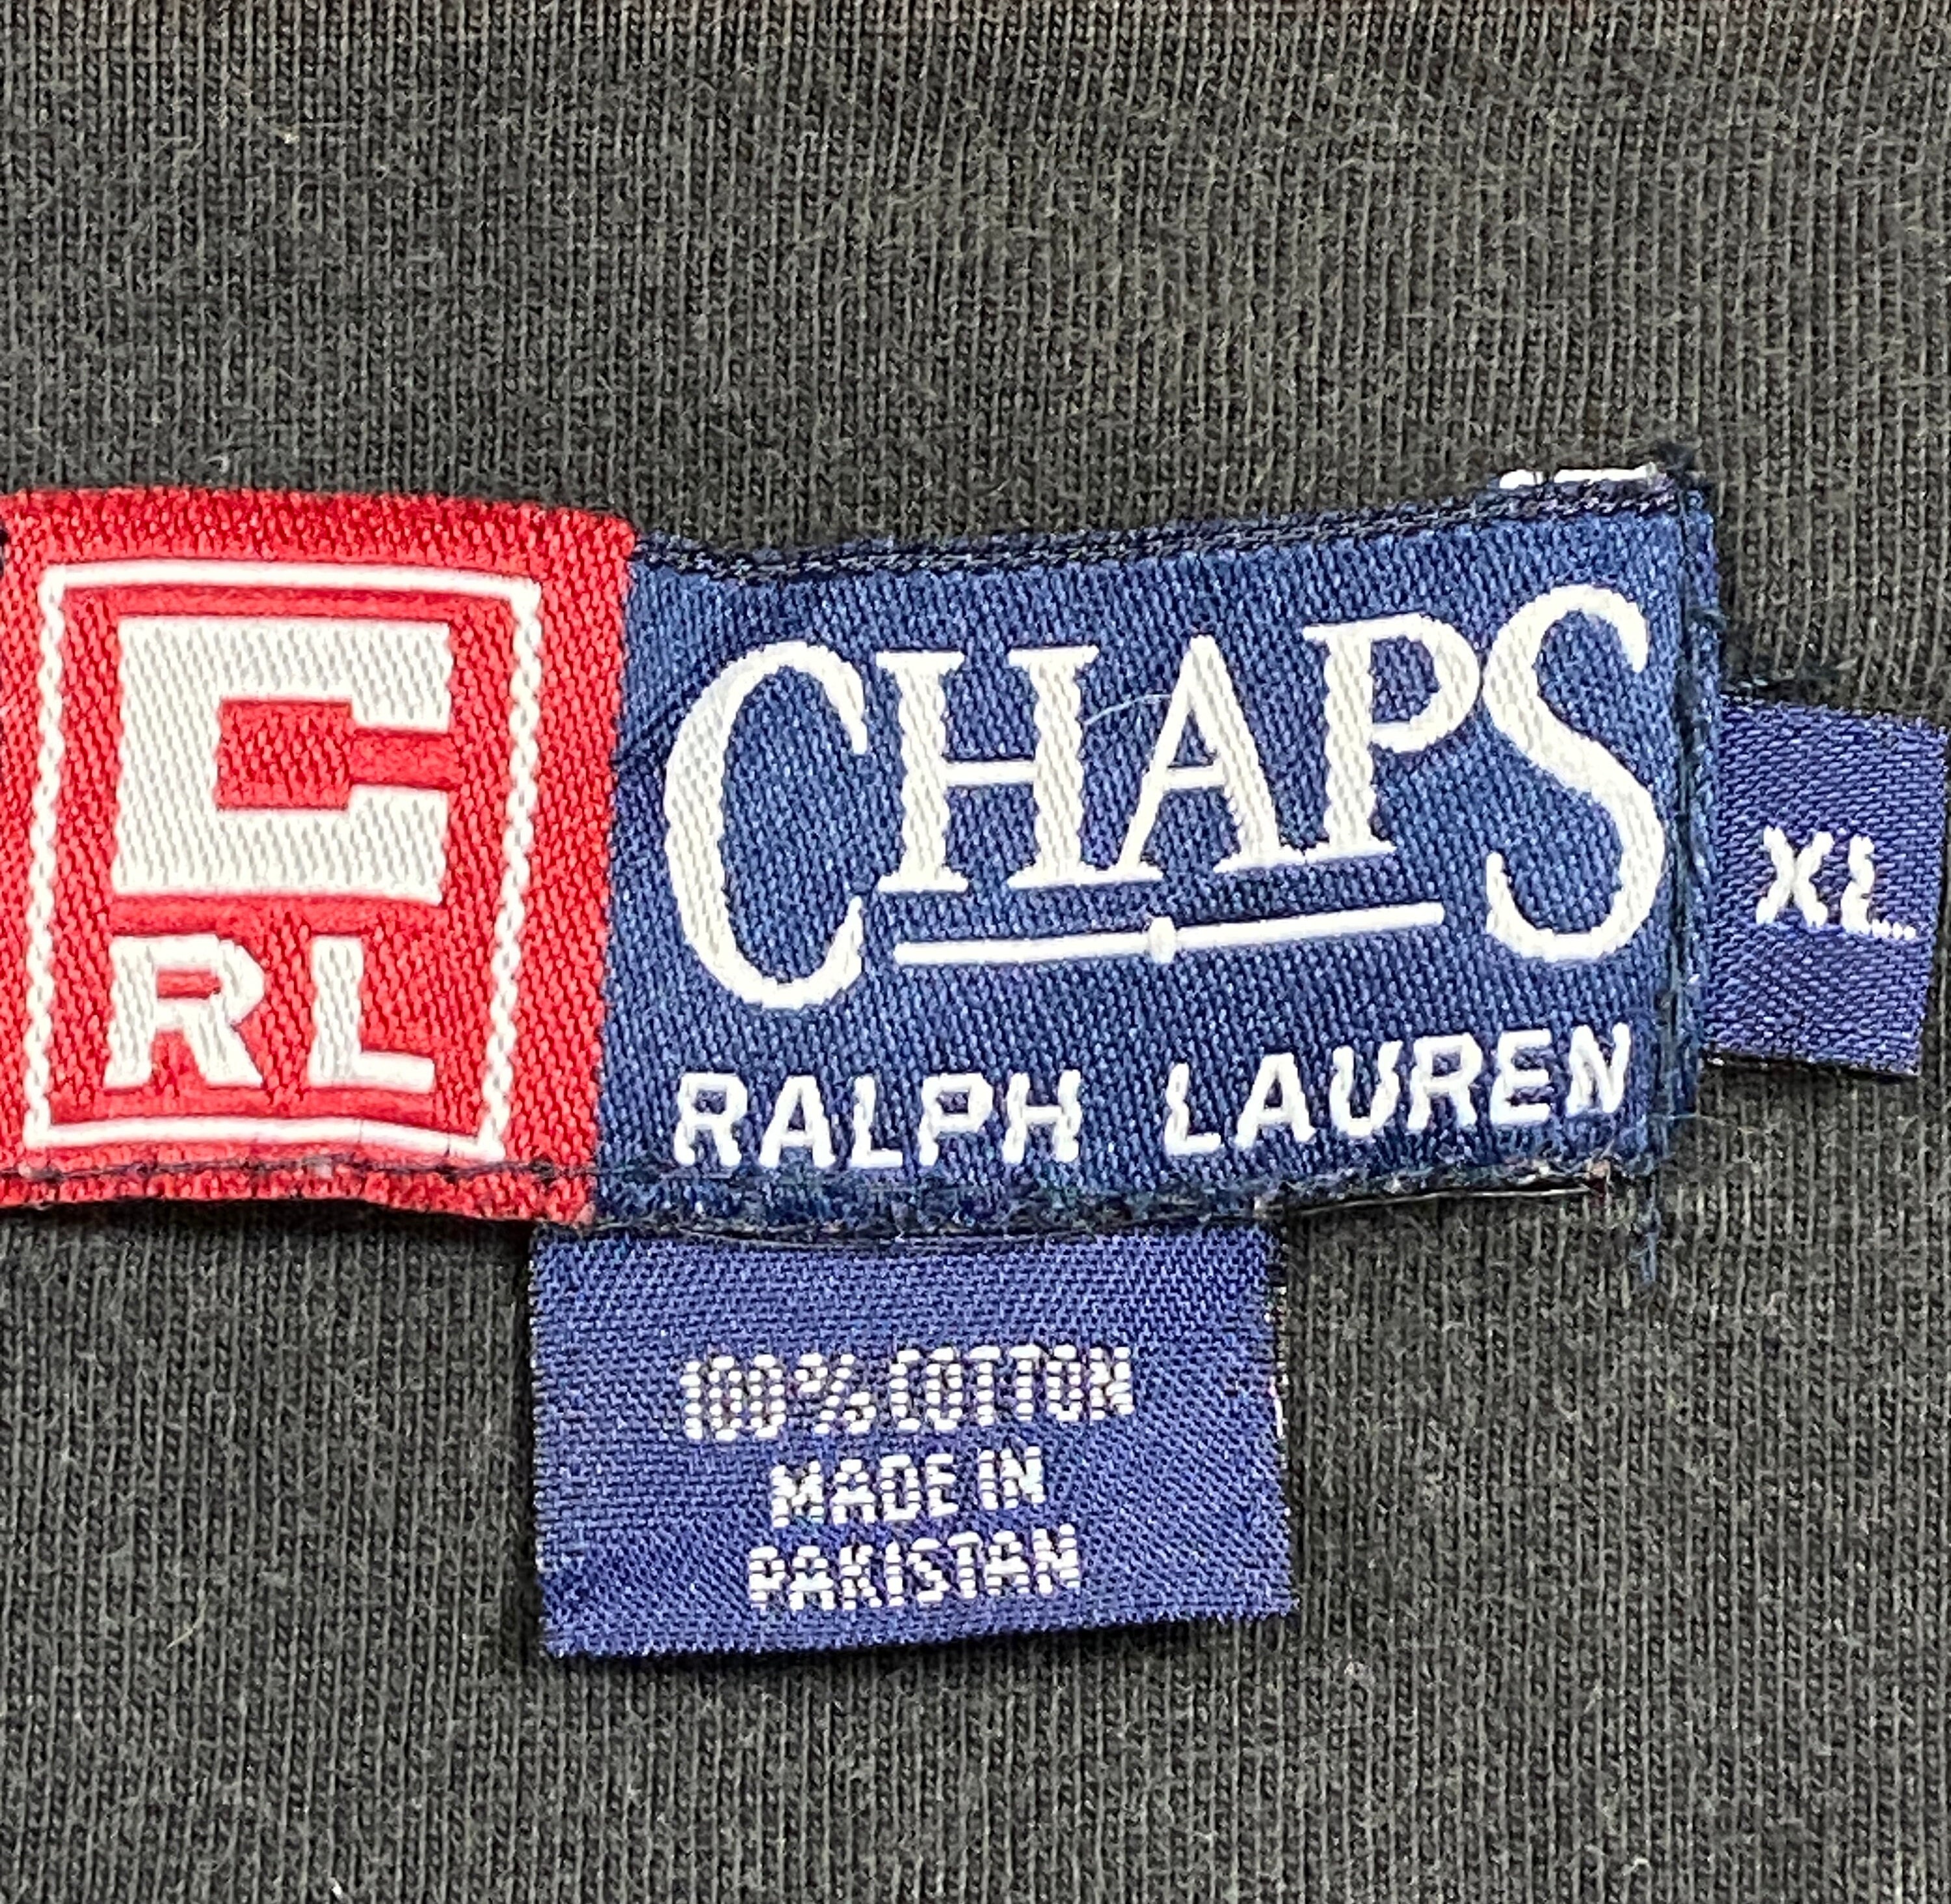 C
RL
CHAPS
RALPH LAUREN
XL
100% COTTON
MADE IN
PAKISTAN